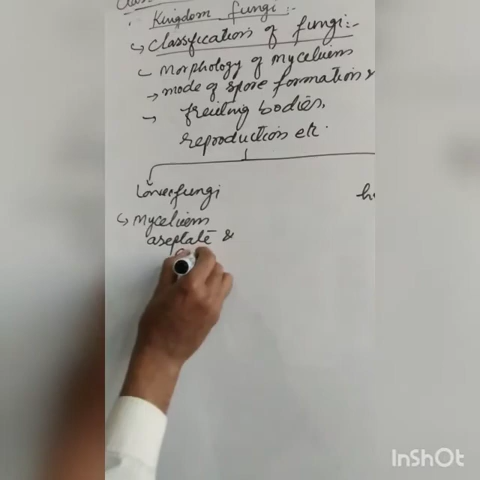 Kingdom fungi:-
↳ Classification of fungi:-
↳ Morphology of mycelium
→ mode of spore formation &
→ fruiting bodies,
reproduction etc.
Lower fungi
↳ Mycelium
aseptate &
InShOt